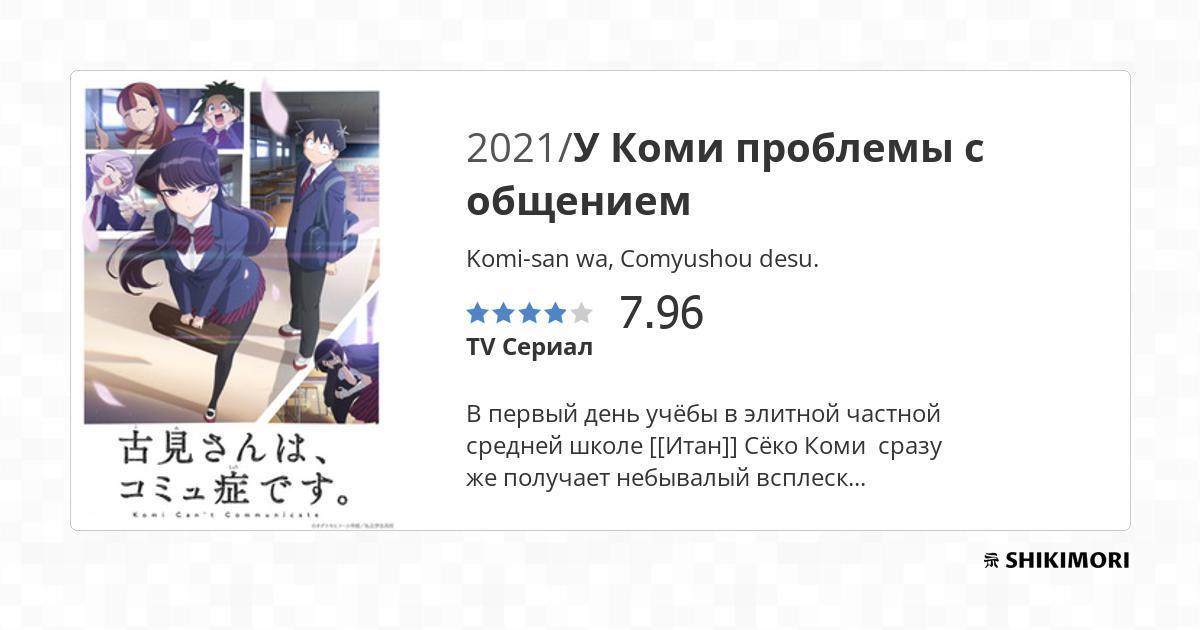 2021/У Коми проблемы с
общением
Komi-san wa, Comyushou desu.
7.96
TV Сериал
В первый день учёбы в элитной частной
средней школе [[Итан]] Сёко Коми  сразу
же получает небывалый всплеск...
古見さんは、
コミュ症です。
Komi Can't Communicate
SHIKIMORI